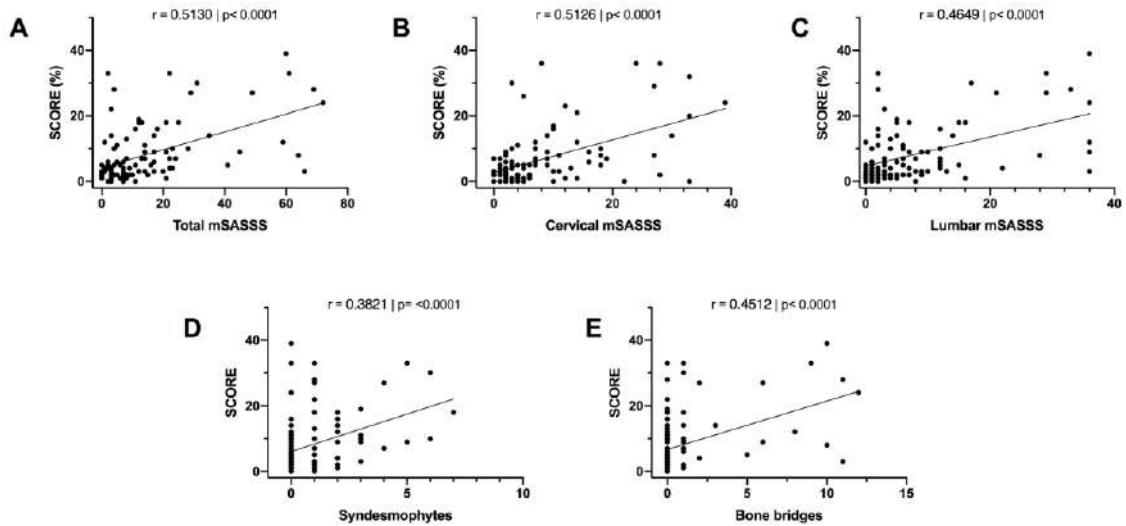 A
r = 0.5130 | p< 0.0001
SCORE (%)
40
20
0
0
20
40
60
80
Total mSASSS
B
r = 0.5126 | p< 0.0001
SCORE (%)
40
20
0
0
20
40
Cervical mSASSS
C
r = 0.4649 | p< 0.0001
SCORE (%)
40
20
0
0
20
40
Lumbar mSASSS
D
r = 0.3821 | p= <0.0001
SCORE
40
20
0
0
5
10
Syndesmophytes
E
r = 0.4512 | p< 0.0001
SCORE
40
20
0
0
5
10
15
Bone bridges